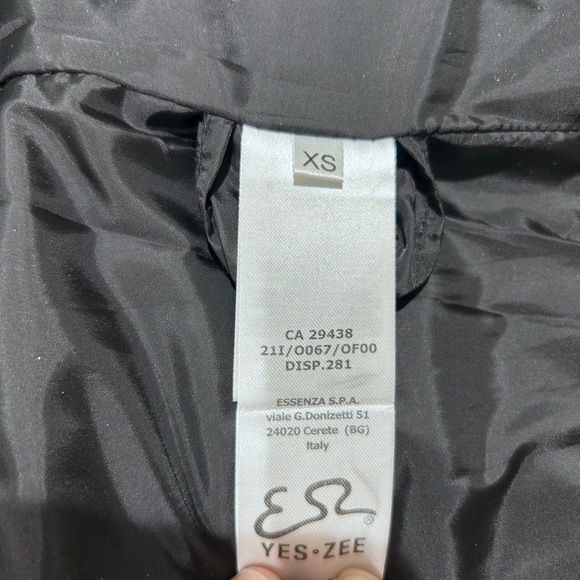 XS
CA 29438
21I/O067/OF00
DISP.281
ESSENZA S.P.A.
viale G.Donizetti 51
24020 Cerete (BG)
Italy
®
YES•ZEE